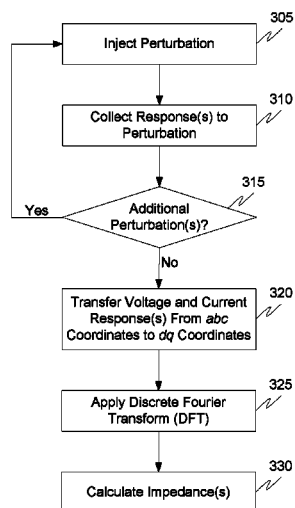 305
Inject Perturbation
310
Collect Response(s) to
Perturbation
315
Additional
Perturbation(s)?
Yes
No
320
Transfer Voltage and Current
Response(s) From abc
Coordinates to dq Coordinates
325
Apply Discrete Fourier
Transform (DFT)
330
Calculate Impedance(s)